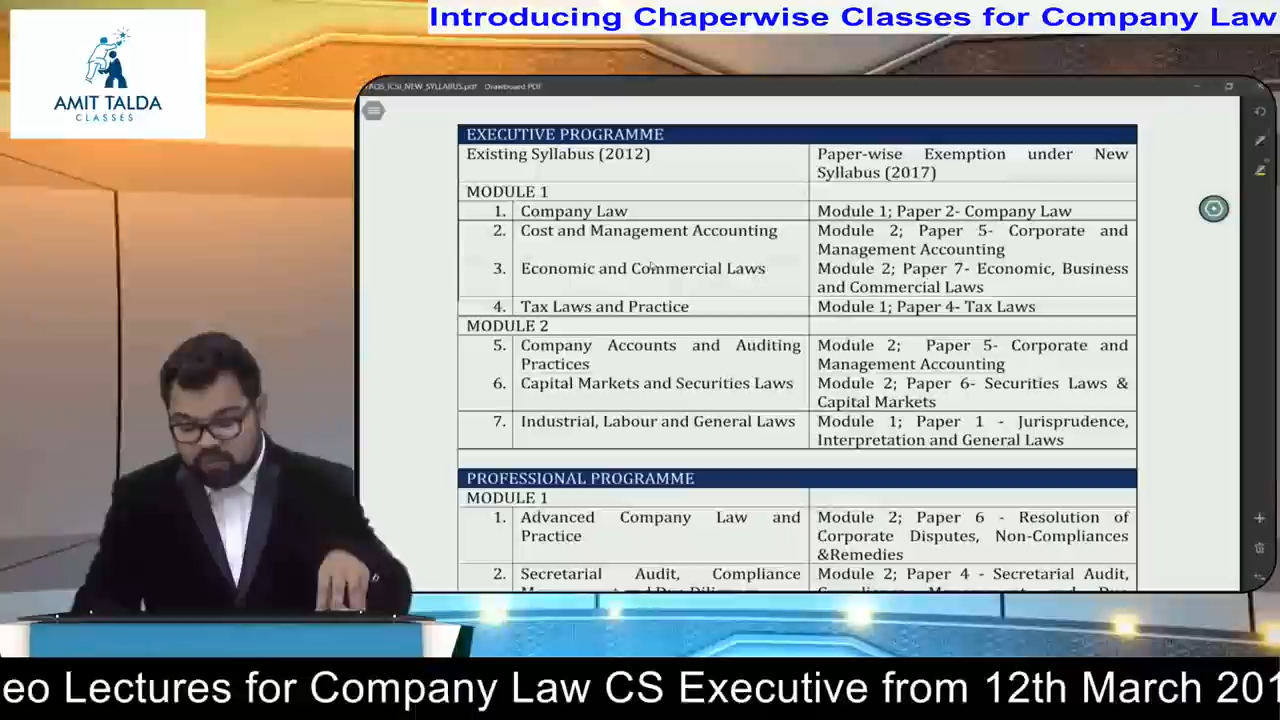 Introducing Chaperwise Classes for Company Law
AMIT TALDA
CLASSES
FAQS_ICSI_NEW_SYLLABUS.pdf - Drawboard PDF
EXECUTIVE PROGRAMME
Existing Syllabus (2012)
Paper-wise Exemption under New
Syllabus (2017)
MODULE 1
1. Company Law
Module 1; Paper 2- Company Law
2. Cost and Management Accounting
Module 2; Paper 5- Corporate and
Management Accounting
3. Economic and Commercial Laws
Module 2; Paper 7- Economic, Business
and Commercial Laws
4. Tax Laws and Practice
Module 1; Paper 4- Tax Laws
MODULE 2
5. Company Accounts and Auditing
Practices
Module 2; Paper 5- Corporate and
Management Accounting
6. Capital Markets and Securities Laws
Module 2; Paper 6- Securities Laws &
Capital Markets
7. Industrial, Labour and General Laws
Module 1; Paper 1 - Jurisprudence,
Interpretation and General Laws
PROFESSIONAL PROGRAMME
MODULE 1
1. Advanced Company Law and
Practice
Module 2; Paper 6 - Resolution of
Corporate Disputes, Non-Compliances
&Remedies
2. Secretarial Audit, Compliance
Module 2; Paper 4 - Secretarial Audit,
eo Lectures for Company Law CS Executive from 12th March 201